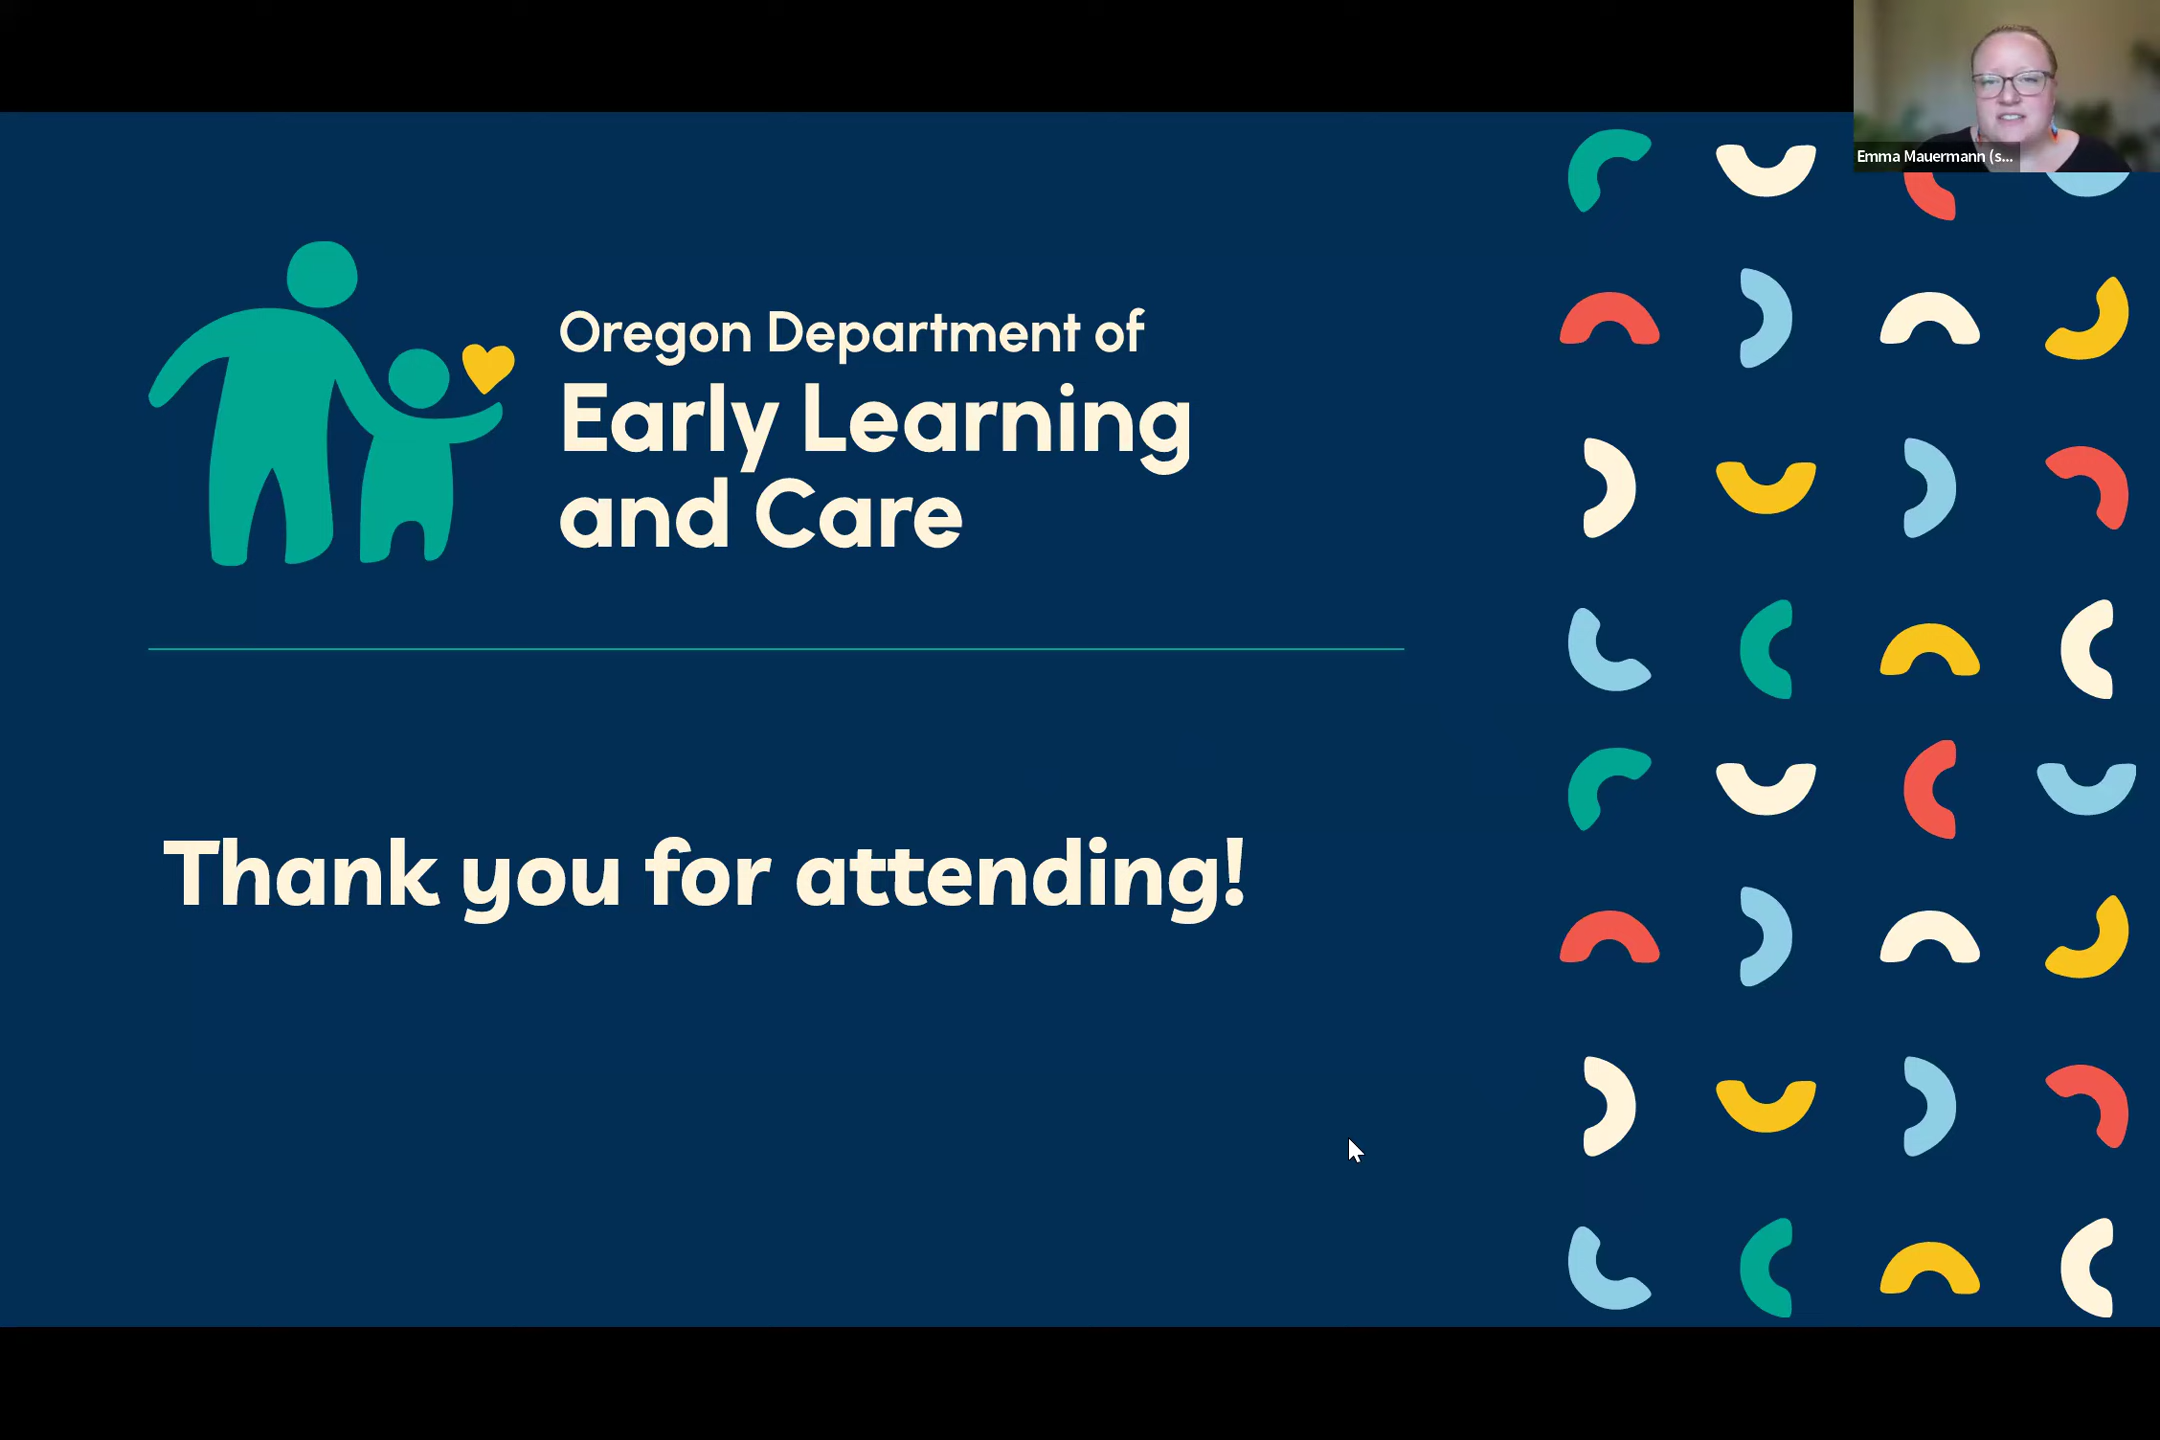 Emma Mauermann (s...
Oregon Department of
Early Learning
and Care
Thank you for attending!